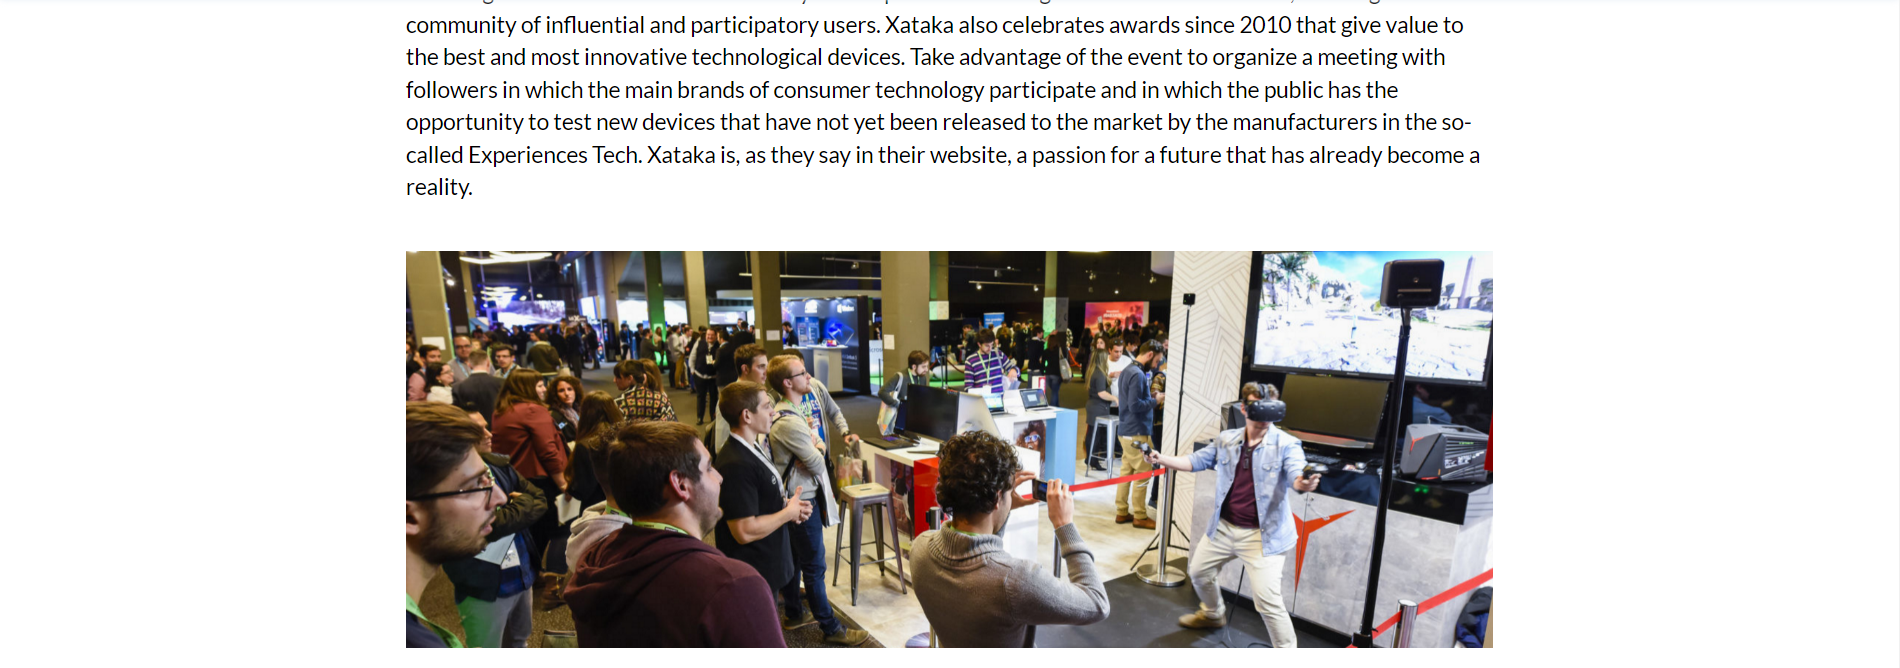 community of influential and participatory users. Xataka also celebrates awards since 2010 that give value to
the best and most innovative technological devices. Take advantage of the event to organize a meeting with
followers in which the main brands of consumer technology participate and in which the public has the
opportunity to test new devices that have not yet been released to the market by the manufacturers in the so-
called Experiences Tech. Xataka is, as they say in their website, a passion for a future that has already become a
reality.